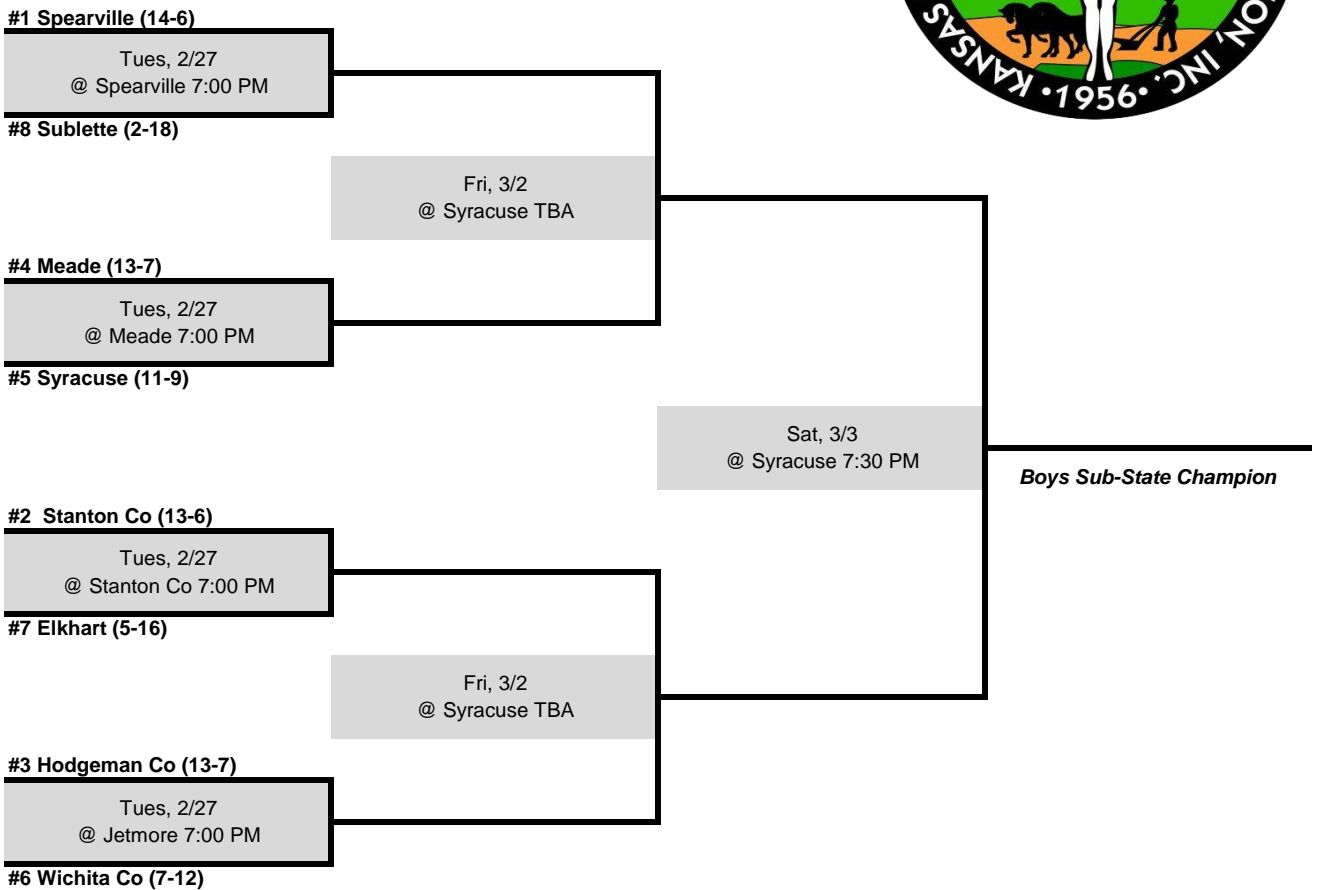 #1 Spearville (14-6)
Tues, 2/27
@ Spearville 7:00 PM
#8 Sublette (2-18)
Fri, 3/2
@ Syracuse TBA
#4 Meade (13-7)
Tues, 2/27
@ Meade 7:00 PM
#5 Syracuse (11-9)
Sat, 3/3
@ Syracuse 7:30 PM
Boys Sub-State Champion
#2 Stanton Co (13-6)
Tues, 2/27
@ Stanton Co 7:00 PM
#7 Elkhart (5-16)
Fri, 3/2
@ Syracuse TBA
#3 Hodgeman Co (13-7)
Tues, 2/27
@ Jetmore 7:00 PM
#6 Wichita Co (7-12)
KANSAS •1956• INC.